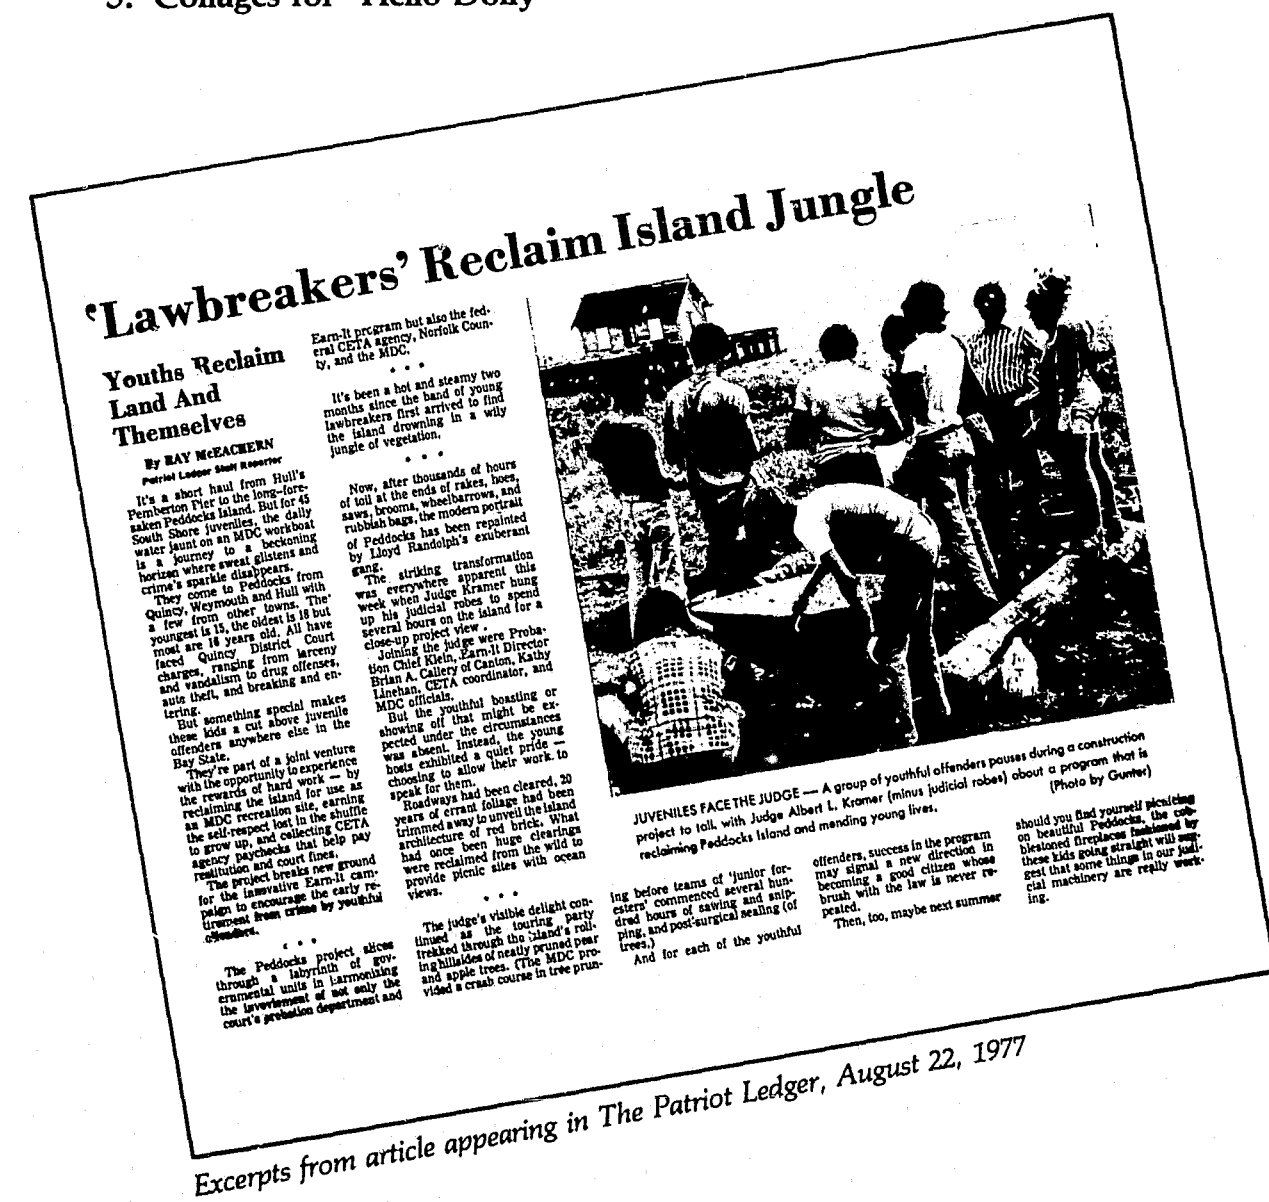 3. Collages for "Hello Dolly"
'Lawbreakers' Reclaim Island Jungle
Youths Reclaim
Land And
Themselves
By RAY McEACHERN
Patriot Ledger Staff Reporter
It's a short haul from Hull's
Pemberton Pier to the long-fore-
saken Peddocks Island. But for 45
South Shore juveniles, the daily
water jaunt on an MDC workboat
is a journey to a beckoning
horizon where sweat glistens and
crime's sparkle disappears.
They come to Peddocks from
Quincy, Weymouth and Hull with
a few from other towns. The
youngest is 15, the oldest is 18 but
most are 16 years old. All have
faced Quincy District Court
charges, ranging from larceny
and vandalism to drug offenses,
auto theft, and breaking and en-
tering.
But something special makes
these kids a cut above juvenile
offenders anywhere else in the
Bay State.
They're part of a joint venture
with the opportunity to experience
the rewards of hard work — by
reclaiming the island for use as
an MDC recreation site, earning
the self-respect lost in the shuffle
to grow up, and collecting CETA
agency paychecks that help pay
restitution and court fines.
The project breaks new ground
for the innovative Earn-It cam-
paign to encourage the early re-
tirement from crime by youthful
offenders.
• • •
The Peddocks project slices
through a labyrinth of gov-
ernmental units in harmonizing
the involvement of not only the
court's probation department and
Earn-It program but also the fed-
eral CETA agency, Norfolk Coun-
ty, and the MDC.
• • •
It's been a hot and steamy two
months since the band of young
lawbreakers first arrived to find
the island drowning in a wily
jungle of vegetation.
• • •
Now, after thousands of hours
of toil at the ends of rakes, hoes,
saws, brooms, wheelbarrows, and
rubbish bags, the modern portrait
of Peddocks has been repainted
by Lloyd Randolph's exuberant
gang.
The striking transformation
was everywhere apparent this
week when Judge Kramer hung
up his judicial robes to spend
several hours on the island for a
close-up project view .
Joining the judge were Proba-
tion Chief Klein, Earn-It Director
Brian A. Callery of Canton, Kathy
Linehan, CETA coordinator, and
MDC officials.
But the youthful boasting or
showing off that might be ex-
pected under the circumstances
was absent. Instead, the young
hosts exhibited a quiet pride —
choosing to allow their work to
speak for them.
Roadways had been cleared, 20
years of errant foliage had been
trimmed away to unveil the island
architecture of red brick. What
had once been huge clearings
were reclaimed from the wild to
provide picnic sites with ocean
views.
• • •
The judge's visible delight con-
tinued as the touring party
trekked through the island's roll-
ing hillsides of neatly pruned pear
and apple trees. (The MDC pro-
vided a crash course in tree prun-
JUVENILES FACE THE JUDGE — A group of youthful offenders pauses during a construction
project to talk with Judge Albert L. Kramer (minus judicial robes) about a program that is
reclaiming Peddocks Island and mending young lives.
(Photo by Gunter)
ing before teams of 'junior for-
esters' commenced several hun-
dred hours of sawing and snip-
ping, and post-surgical sealing (of
trees.)
And for each of the youthful
offenders, success in the program
may signal a new direction in
becoming a good citizen whose
brush with the law is never re-
peated.
Then, too, maybe next summer
should you find yourself picnicing
on beautiful Peddocks, the cob-
blestoned fireplaces fashioned by
these kids going straight will sug-
gest that some things in our judi-
cial machinery are really work-
ing.
Excerpts from article appearing in The Patriot Ledger, August 22, 1977